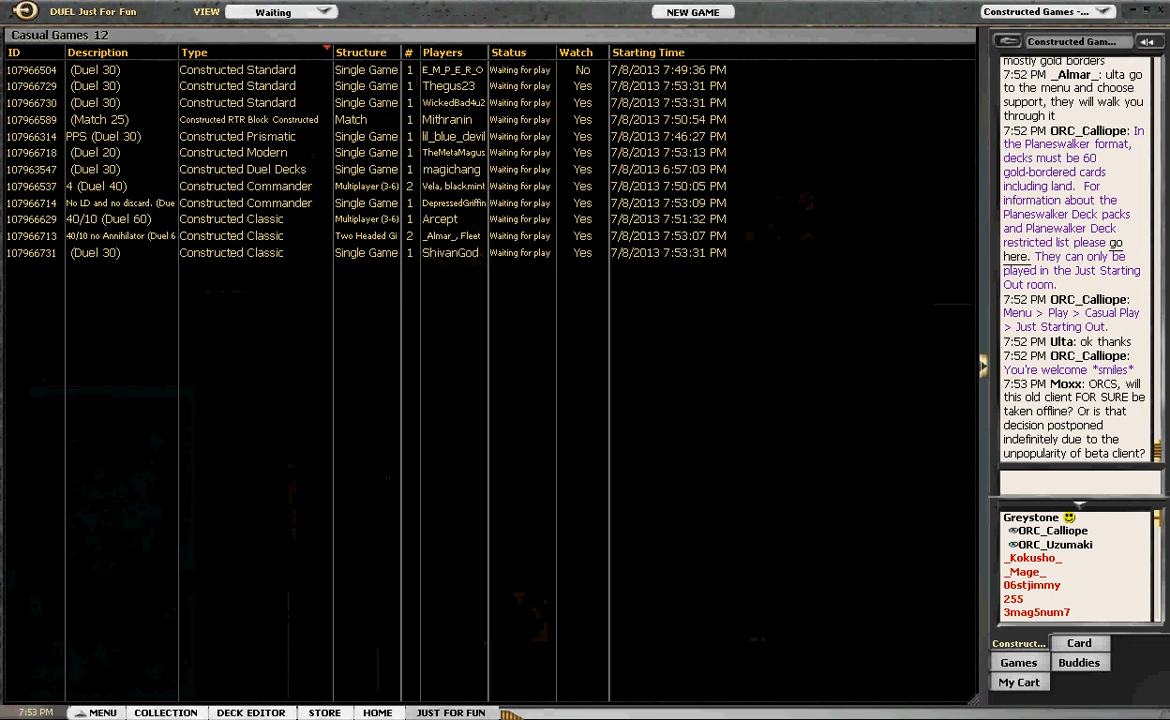 DUEL Just For Fun VIEW Waiting NEW GAME Constructed Games -...
Casual Games 12
ID Description Type Structure # Players Status Watch Starting Time
107966504 (Duel 30) Constructed Standard Single Game 1 E_M_P_E_R_O Waiting for play No 7/8/2013 7:49:36 PM
107966729 (Duel 30) Constructed Standard Single Game 1 Thegus23 Waiting for play Yes 7/8/2013 7:53:31 PM
107966730 (Duel 30) Constructed Standard Single Game 1 WickedBad4u2 Waiting for play Yes 7/8/2013 7:53:31 PM
107966589 (Match 25) Constructed RTR Block Constructed Match 1 Mithranin Waiting for play Yes 7/8/2013 7:50:54 PM
107966314 PPS (Duel 30) Constructed Prismatic Single Game 1 lil_blue_devil Waiting for play Yes 7/8/2013 7:46:27 PM
107966718 (Duel 20) Constructed Modern Single Game 1 TheMetaMagus Waiting for play Yes 7/8/2013 7:53:13 PM
107963547 (Duel 30) Constructed Duel Decks Single Game 1 magichang Waiting for play Yes 7/8/2013 6:57:03 PM
107966537 4 (Duel 40) Constructed Commander Multiplayer (3-6) 2 Vela, blackmint Waiting for play Yes 7/8/2013 7:50:05 PM
107966714 No LD and no discard. (Due Constructed Commander Single Game 1 DepressedGriffin Waiting for play Yes 7/8/2013 7:53:09 PM
107966629 40/10 (Duel 60) Constructed Classic Multiplayer (3-6) 1 Arcept Waiting for play Yes 7/8/2013 7:51:32 PM
107966713 40/10 no Annihilator (Duel 6 Constructed Classic Two Headed Gi 2 _Almar_, Fleet Waiting for play Yes 7/8/2013 7:53:07 PM
107966731 (Duel 30) Constructed Classic Single Game 1 ShivanGod Waiting for play Yes 7/8/2013 7:53:31 PM
Constructed Gam...
mostly gold borders
7:52 PM _Almar_: ulta go
to the menu and choose
support, they will walk you
through it
7:52 PM ORC_Calliope: In
the Planeswalker format,
decks must be 60
gold-bordered cards
including land. For
information about the
Planeswalker Deck packs
and Planewalker Deck
restricted list please go
here. They can only be
played in the Just Starting
Out room.
7:52 PM ORC_Calliope:
Menu > Play > Casual Play
> Just Starting Out.
7:52 PM Ulta: ok thanks
7:52 PM ORC_Calliope:
You're welcome *smiles*
7:53 PM Moxx: ORCS, will
this old client FOR SURE be
taken offline? Or is that
decision postponed
indefinitely due to the
unpopularity of beta client?
Greystone
ORC_Calliope
ORC_Uzumaki
_Kokusho_
_Mage_
06stjimmy
255
3mag5num7
Construct... Card
Games Buddies
My Cart
7:53 PM MENU COLLECTION DECK EDITOR STORE HOME JUST FOR FUN